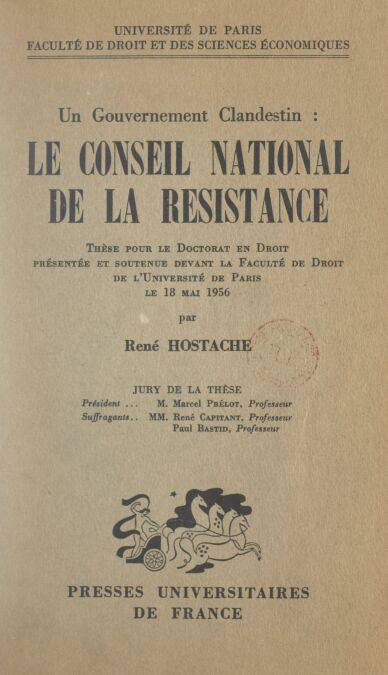 UNIVERSITÉ DE PARIS
FACULTÉ DE DROIT ET DES SCIENCES ÉCONOMIQUES
Un Gouvernement Clandestin :
LE CONSEIL NATIONAL
DE LA RESISTANCE
THÈSE POUR LE DOCTORAT EN DROIT
PRÉSENTÉE ET SOUTENUE DEVANT LA FACULTÉ DE DROIT
DE L'UNIVERSITÉ DE PARIS
LE 18 MAI 1956
par
René HOSTACHE
JURY DE LA THÈSE
Président ... M. Marcel PRÉLOT, Professeur
Suffragants.. MM. René CAPITANT, Professeur
Paul BASTID, Professeur
PRESSES UNIVERSITAIRES
DE FRANCE